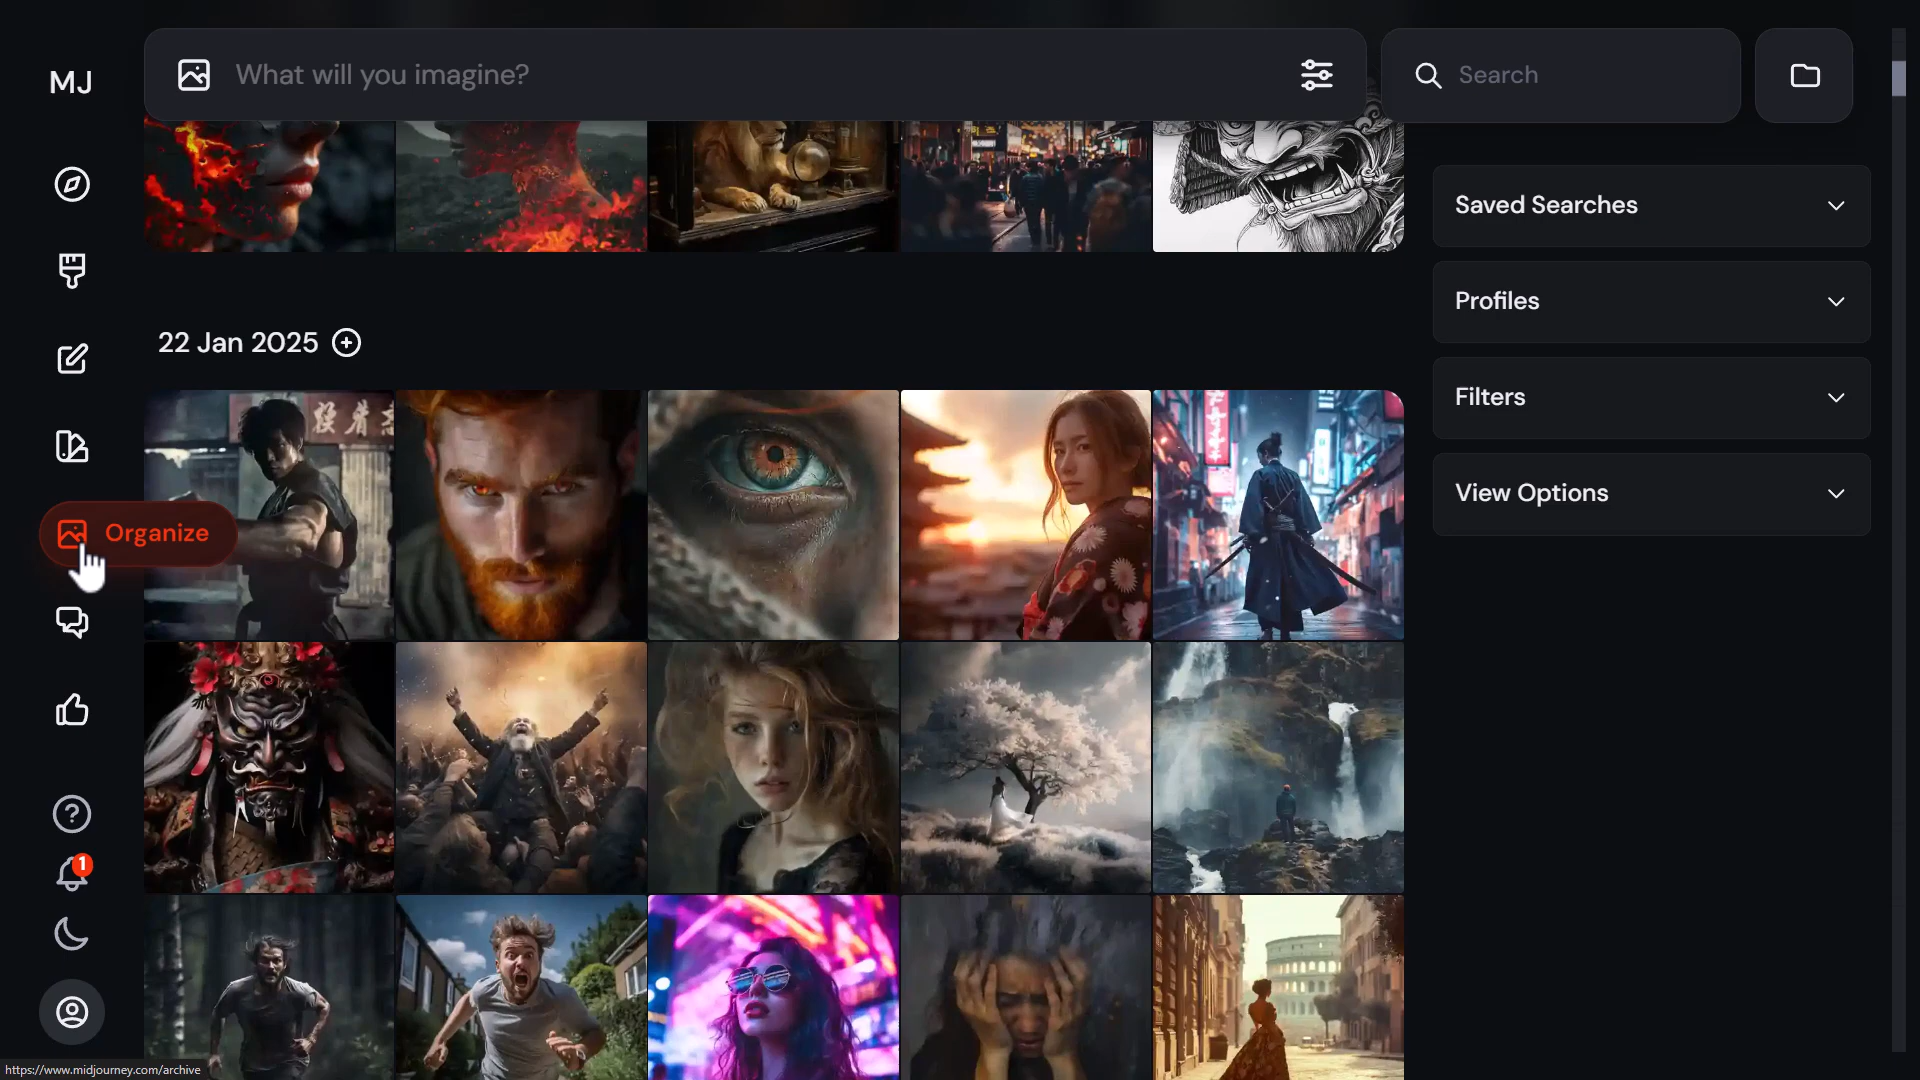 MJ
What will you imagine?
Search
Saved Searches
Profiles
22 Jan 2025
Filters
View Options
Organize
1
https://www.midjourney.com/archive